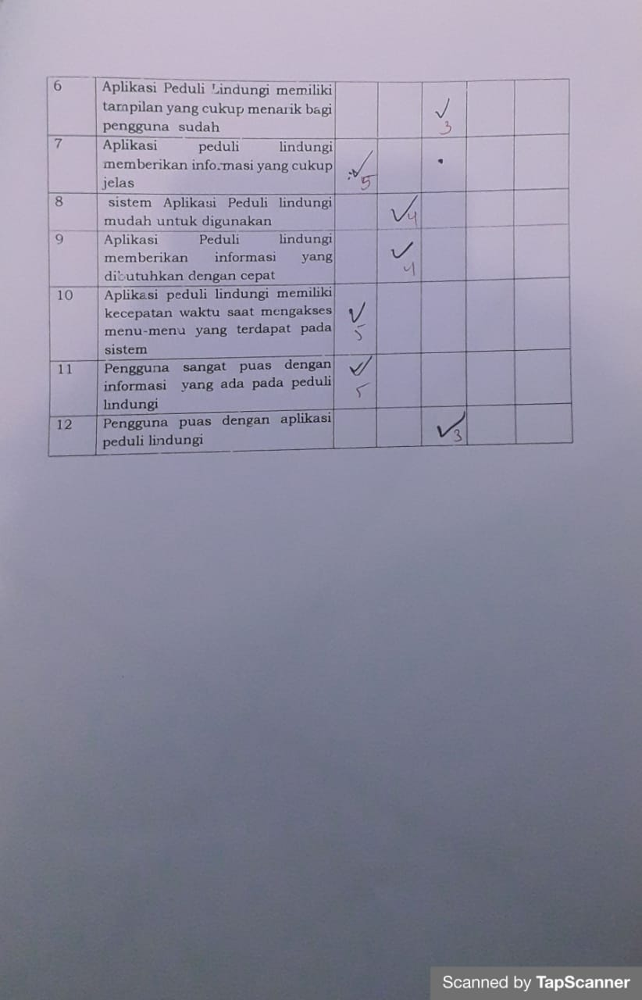 6 Aplikasi Peduli Lindungi memiliki
tampilan yang cukup menarik bagi
pengguna sudah
✓
3
7 Aplikasi peduli lindungi
memberikan informasi yang cukup
jelas
✓
5
8 sistem Aplikasi Peduli lindungi
mudah untuk digunakan
✓ 4
9 Aplikasi Peduli lindungi
memberikan informasi yang
dibutuhkan dengan cepat
✓
4
10 Aplikasi peduli lindungi memiliki
kecepatan waktu saat mengakses
menu-menu yang terdapat pada
sistem
✓
5
11 Pengguna sangat puas dengan
informasi yang ada pada peduli
lindungi
✓
5
12 Pengguna puas dengan aplikasi
peduli lindungi
✓ 3
Scanned by TapScanner